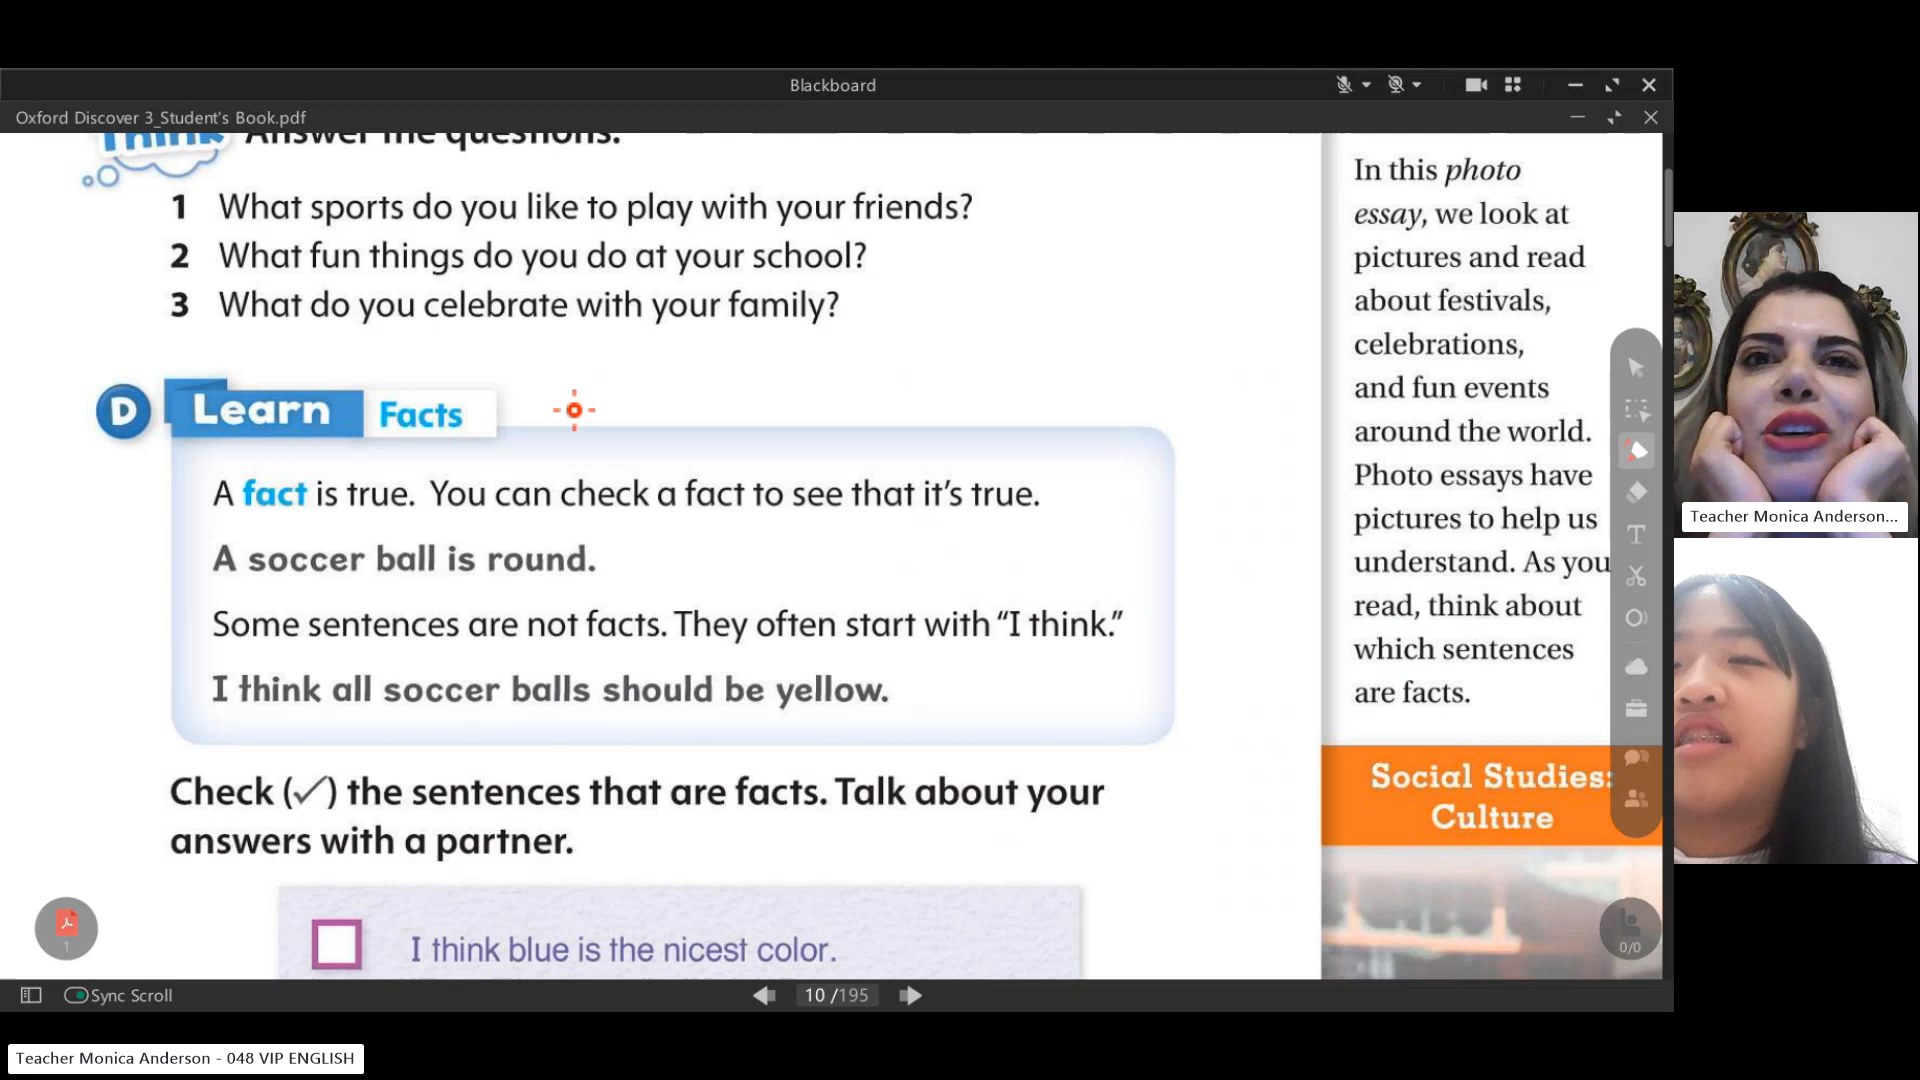 Blackboard
Oxford Discover 3_Student's Book.pdf
Think Answer the questions.
1 What sports do you like to play with your friends?
2 What fun things do you do at your school?
3 What do you celebrate with your family?
D Learn Facts
A fact is true. You can check a fact to see that it's true.
A soccer ball is round.
Some sentences are not facts. They often start with “I think.”
I think all soccer balls should be yellow.
Check (✓) the sentences that are facts. Talk about your
answers with a partner.
I think blue is the nicest color.
In this photo
essay, we look at
pictures and read
about festivals,
celebrations,
and fun events
around the world.
Photo essays have
pictures to help us
understand. As you
read, think about
which sentences
are facts.
Social Studies:
Culture
T
1
0/0
Sync Scroll
10 /195
Teacher Monica Anderson...
Teacher Monica Anderson - 048 VIP ENGLISH